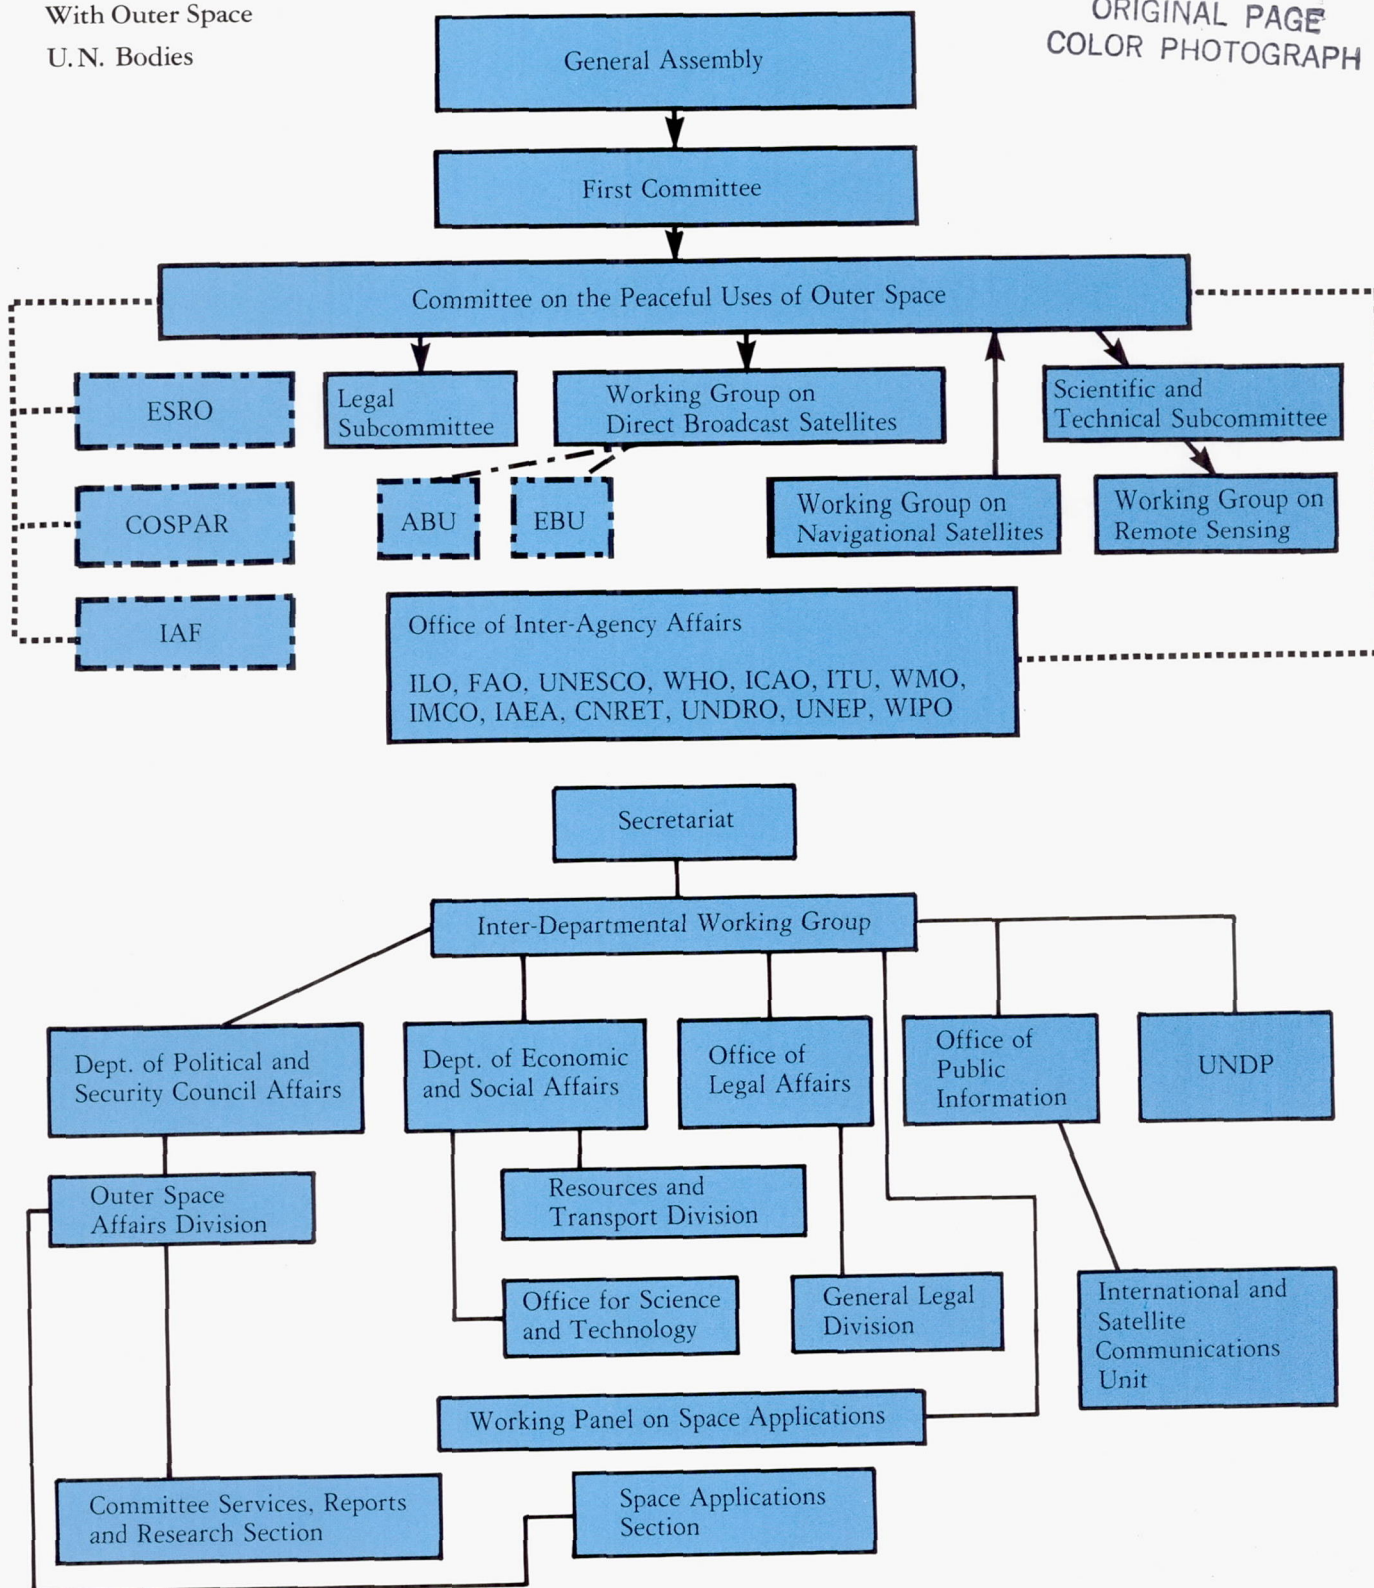 With Outer Space
U.N. Bodies
ORIGINAL PAGE
COLOR PHOTOGRAPH
General Assembly
First Committee
Committee on the Peaceful Uses of Outer Space
ESRO
Legal
Subcommittee
Working Group on
Direct Broadcast Satellites
Scientific and
Technical Subcommittee
COSPAR
ABU
EBU
Working Group on
Navigational Satellites
Working Group on
Remote Sensing
IAF
Office of Inter-Agency Affairs
ILO, FAO, UNESCO, WHO, ICAO, ITU, WMO,
IMCO, IAEA, CNRET, UNDRO, UNEP, WIPO
Secretariat
Inter-Departmental Working Group
Dept. of Political and
Security Council Affairs
Dept. of Economic
and Social Affairs
Office of
Legal Affairs
Office of
Public
Information
UNDP
Outer Space
Affairs Division
Resources and
Transport Division
Office for Science
and Technology
General Legal
Division
International and
Satellite
Communications
Unit
Working Panel on Space Applications
Committee Services, Reports
and Research Section
Space Applications
Section